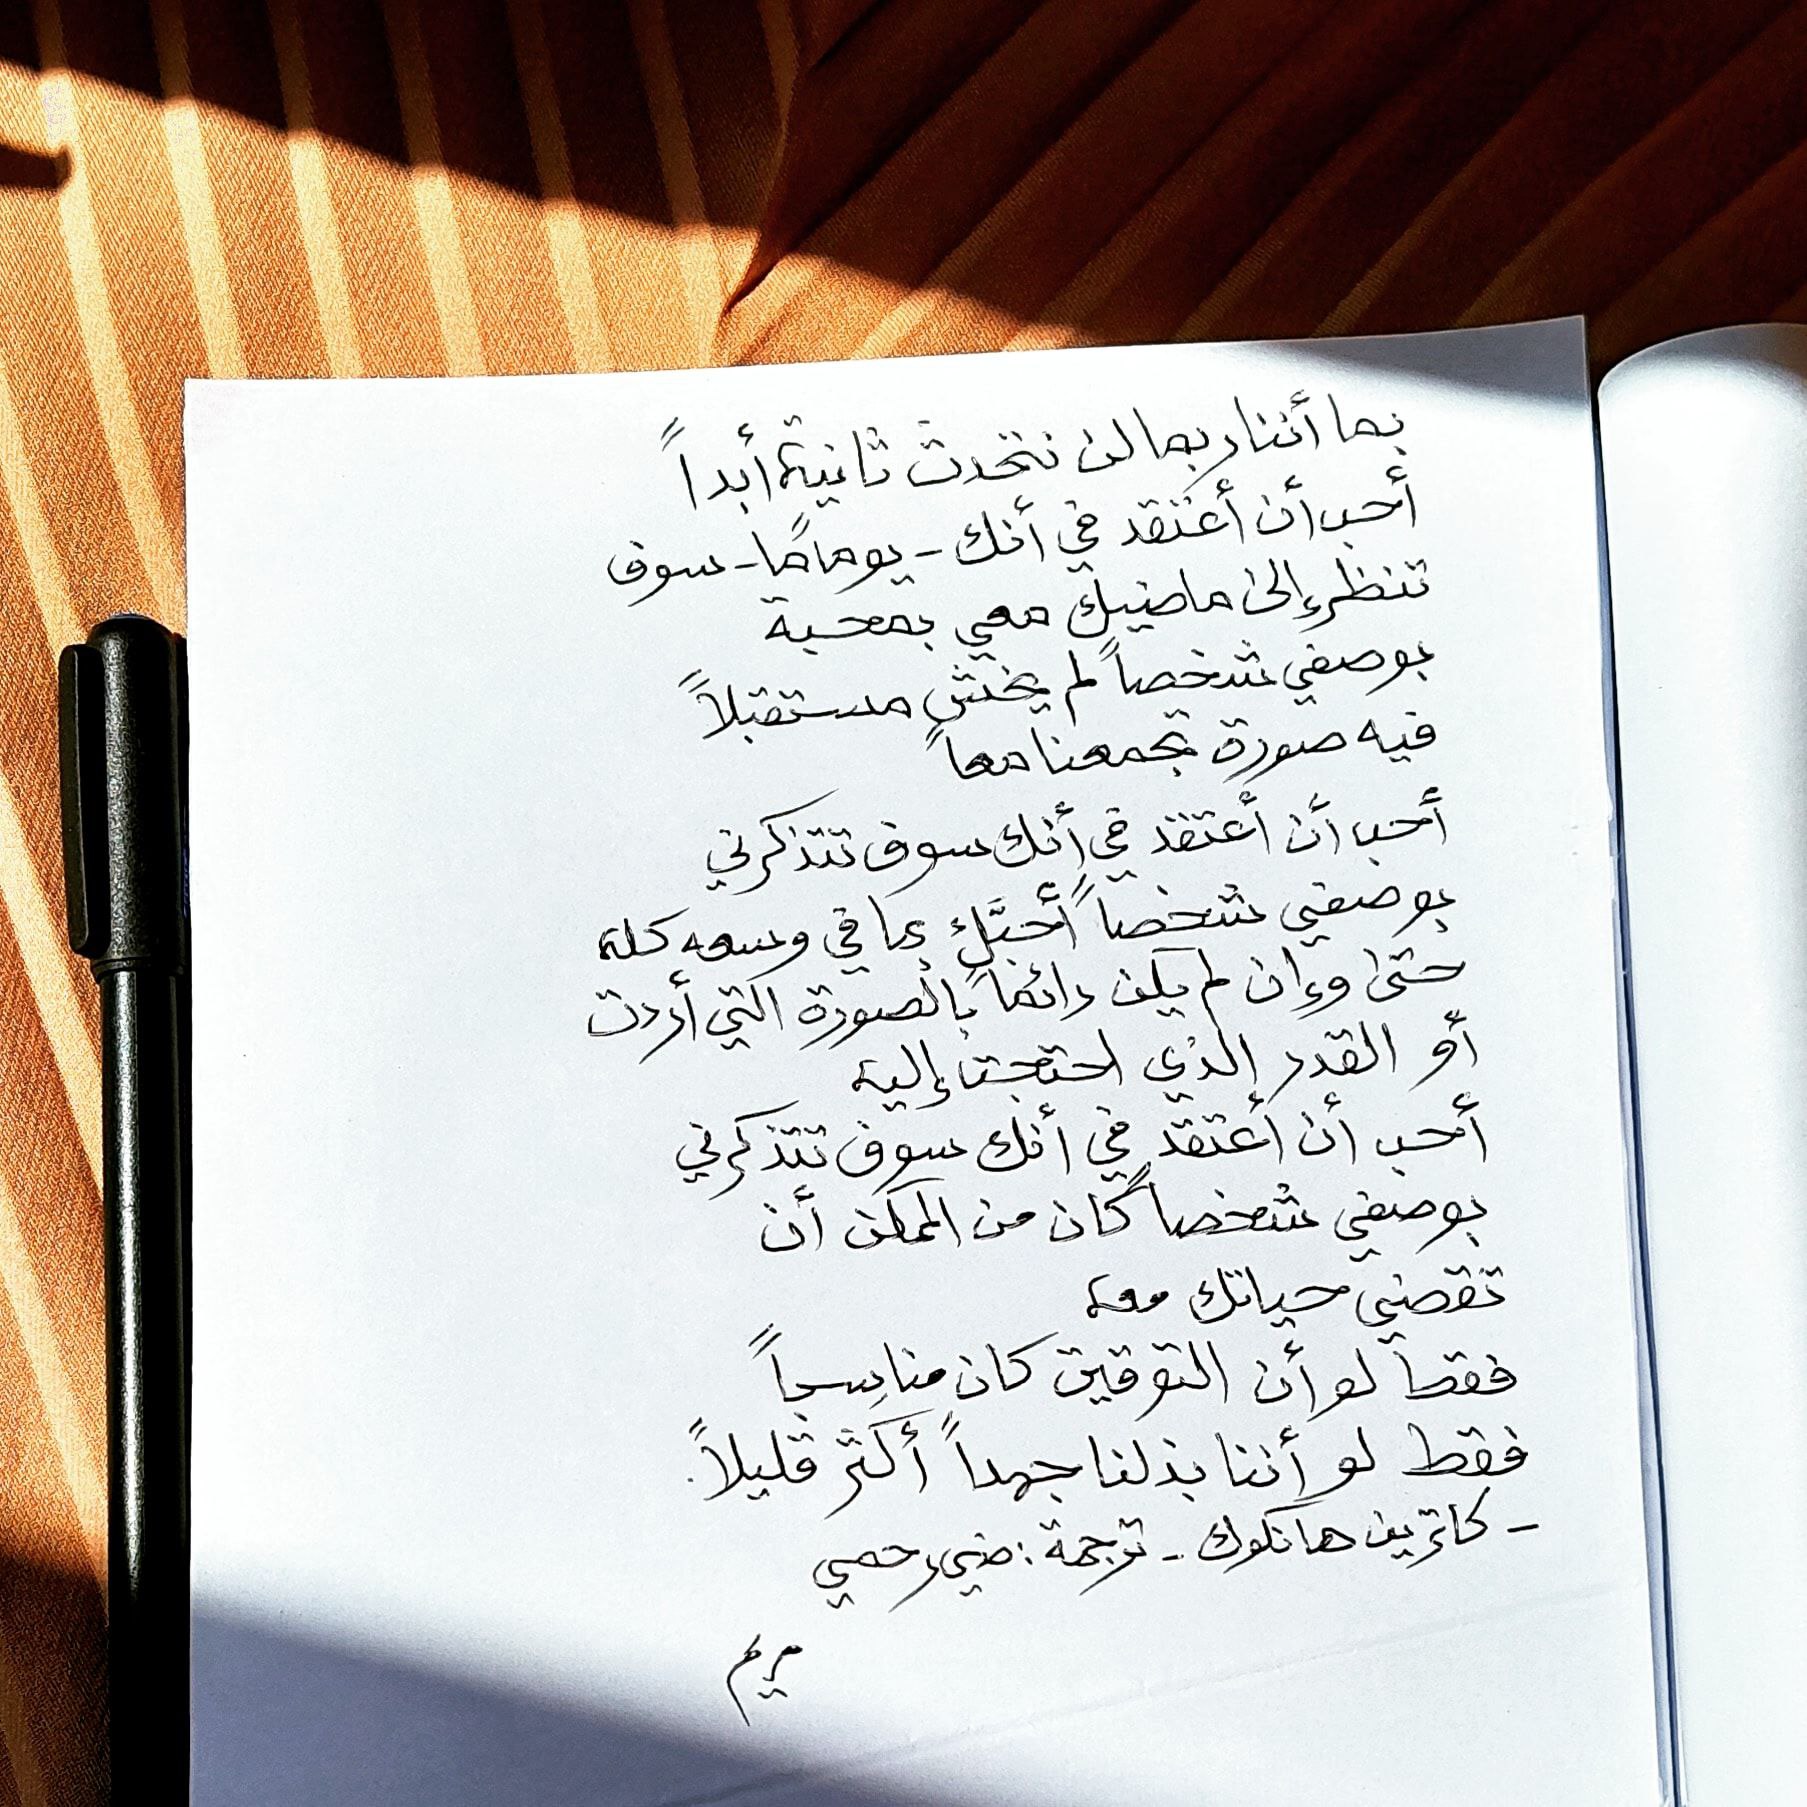 بما أننا ربما لن نتحدث ثانية أبداً
أحب أن أعتقد في أنك - يوماً ما - سوف
تنظر إلى ماضيك معي بمحبة
بوصفي شخصاً لم يخش مستقبلاً
فيه صورة تجمعنا معاً
أحب أن أعتقد في أنك سوف تتذكرني
بوصفي شخصاً أحبَّك بما في وسعه كله
حتى وإن لم يكن دائماً بالصورة التي أردت
أو القدر الذي احتجت إليه
أحب أن أعتقد في أنك سوف تتذكرني
بوصفي شخصاً كان من الممكن أن
تقضي حياتك معه
فقط لو أن التوقيت كان مناسباً
فقط لو أننا بذلنا جهداً أكثر قليلاً.
- كاترين هانكوك - ترجمة: ضي رحمي
مريم